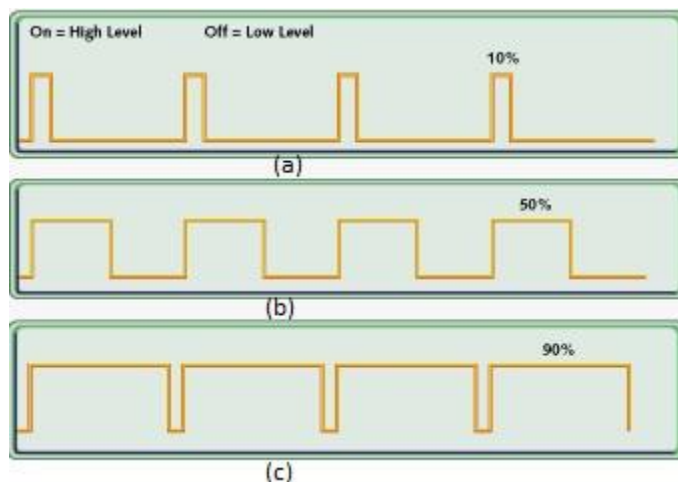 On = High Level Off = Low Level
10%
(a)
50%
(b)
90%
(c)